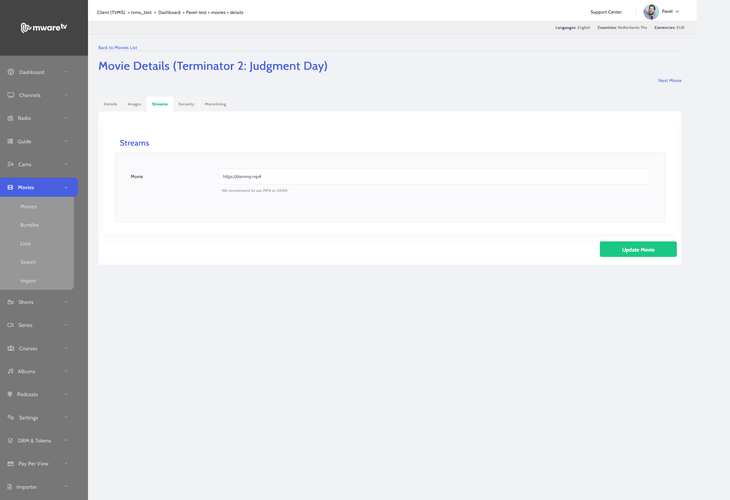 Client (TVMS) » tvms_test » Dashboard » Pavel-test » movies » details
Support Center
Pavel
mwaretv
Languages: English Countries: Netherlands The Currencies: EUR
Back to Movies List
Movie Details (Terminator 2: Judgment Day)
Next Movie
Details
Images
Streams
Security
Monetizing
Streams
Movie
https://dummy.mp4
We recommend to use MP4 or DASH
Update Movie
Dashboard
Channels
Radio
Guide
Cams
Movies
Movies
Bundles
Lists
Search
Import
Shorts
Series
Courses
Albums
Podcasts
Settings
DRM & Tokens
Pay Per View
Importer